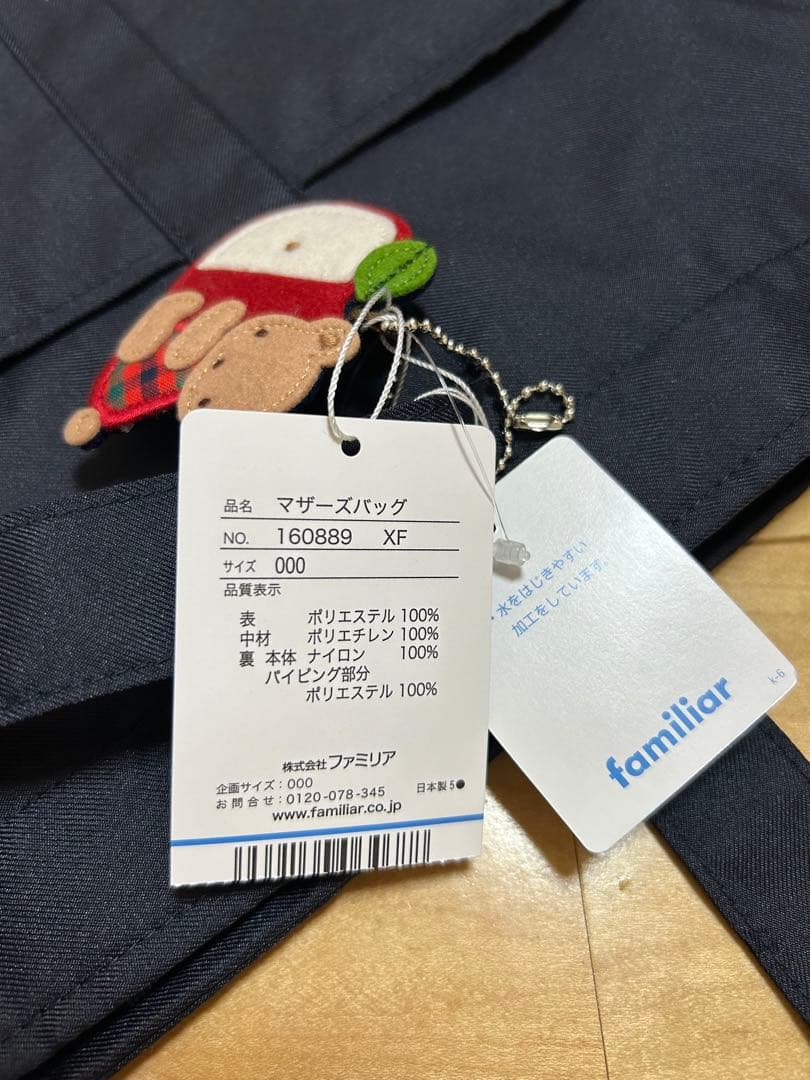 品名 マザーズバッグ
NO. 160889 XF
サイズ 000
品質表示
表 ポリエステル 100%
中材 ポリエチレン 100%
裏 本体 ナイロン 100%
パイピング部分
ポリエステル 100%
株式会社 ファミリア
企画サイズ：000
お問合せ：0120-078-345 日本製 5●
www.familiar.co.jp
・水をはじきやすい
加工をしています。
k-6
familiar